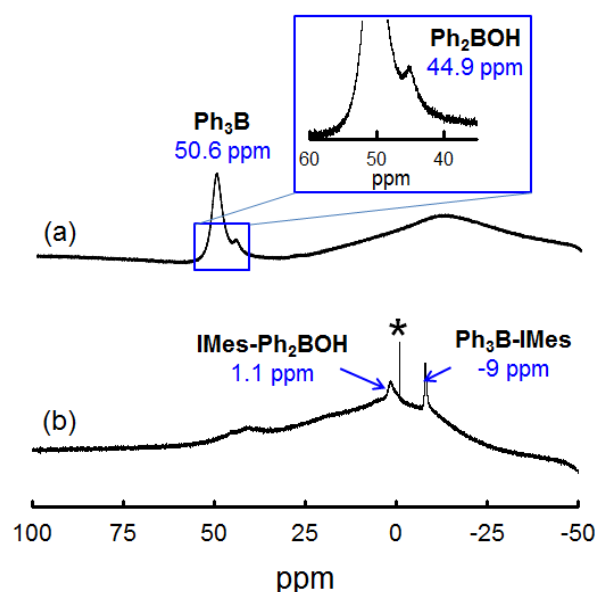 Ph₂BOH
44.9 ppm
60 50 40
ppm
Ph₃B
50.6 ppm
(a)
*
IMes-Ph₂BOH
1.1 ppm
Ph₃B-IMes
-9 ppm
(b)
100 75 50 25 0 -25 -50
ppm